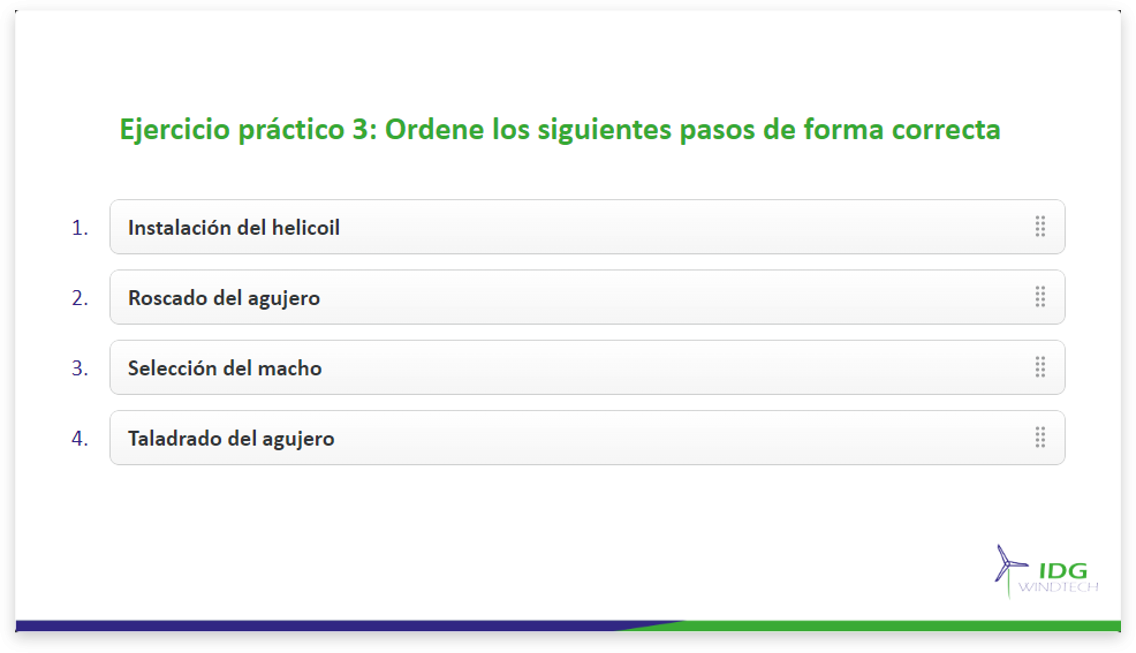 Ejercicio práctico 3: Ordene los siguientes pasos de forma correcta
1. Instalación del helicoil
2. Roscado del agujero
3. Selección del macho
4. Taladrado del agujero
IDG
WINDTECH